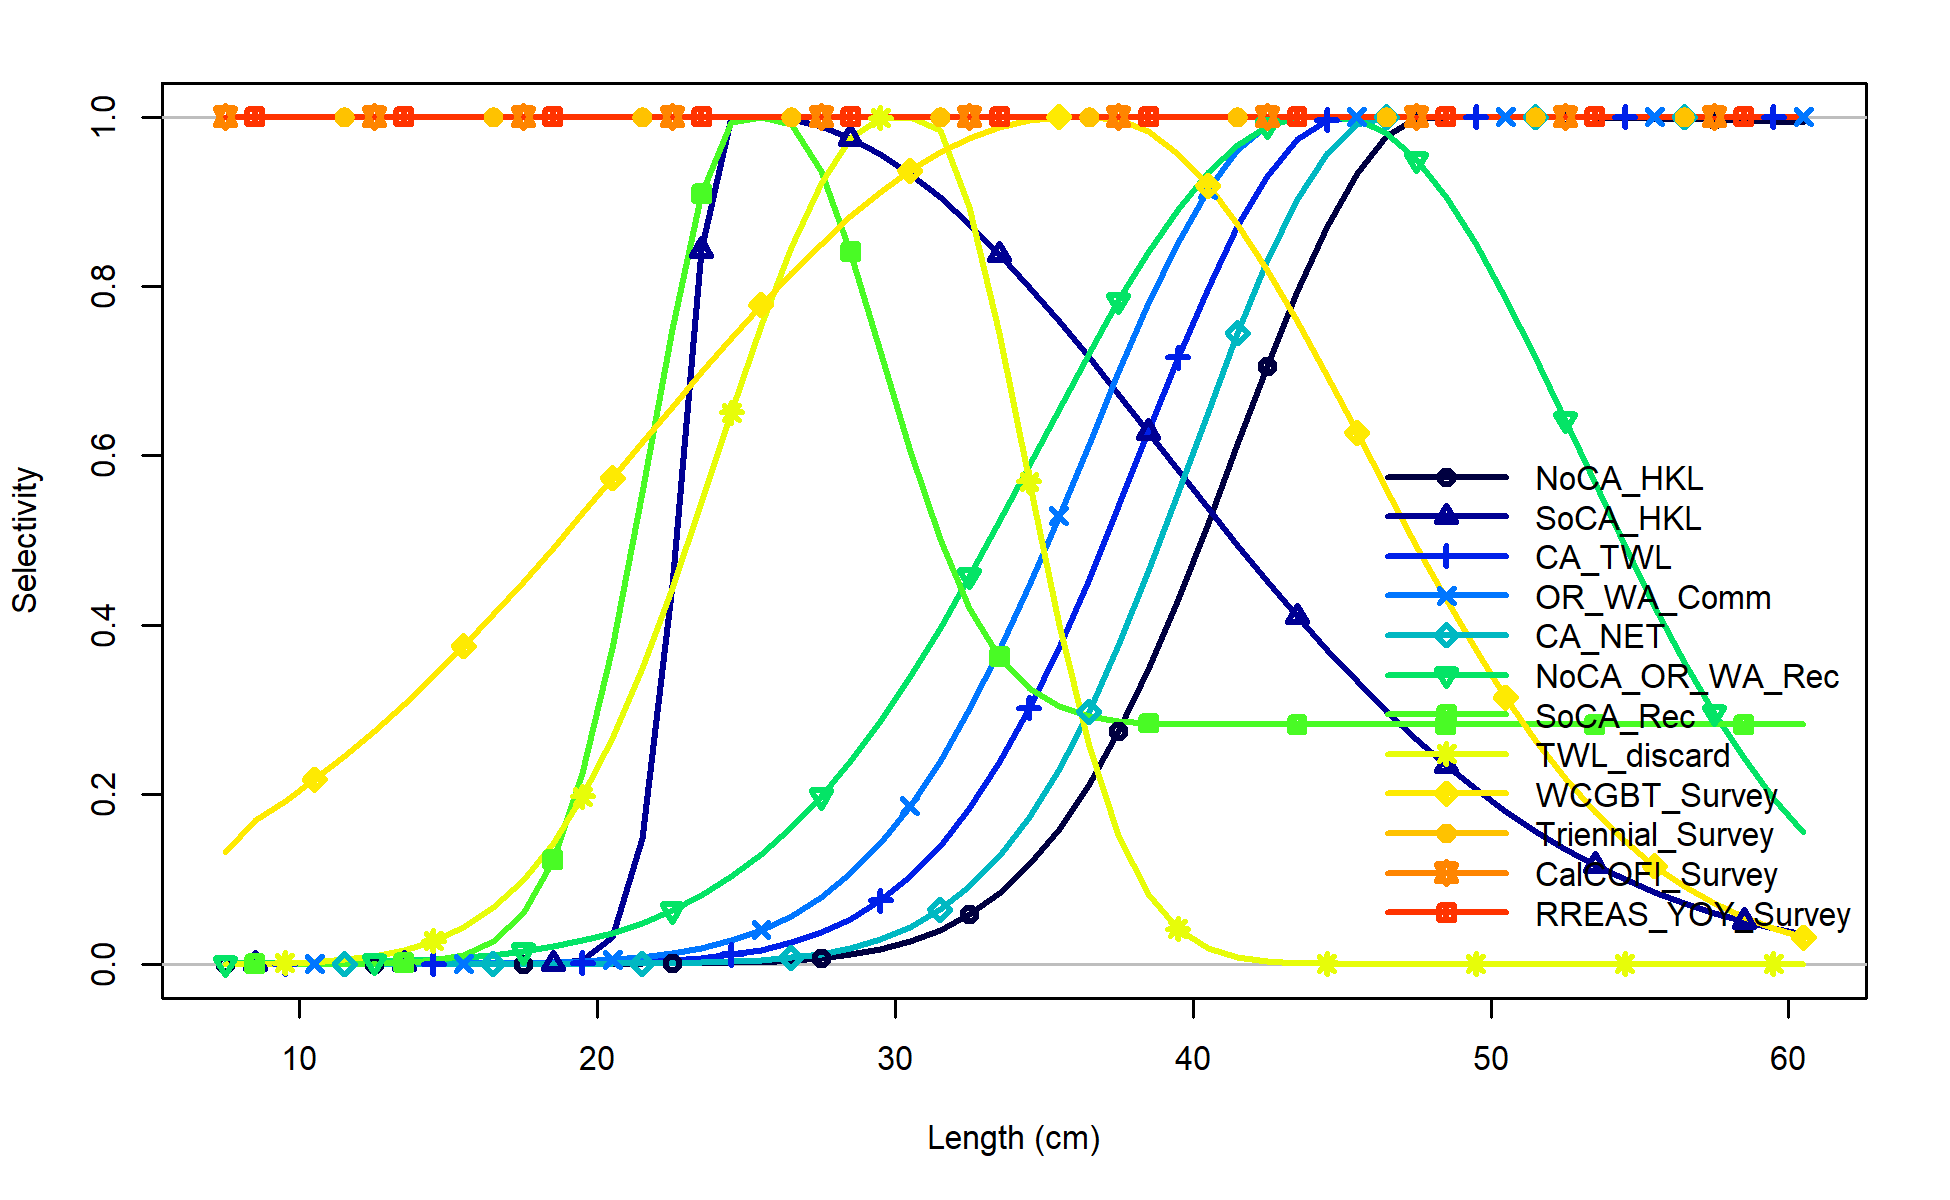 1.0
0.8
0.6
0.4
0.2
0.0
Selectivity
NoCA_HKL
SoCA_HKL
CA_TWL
OR_WA_Comm
CA_NET
NoCA_OR_WA_Rec
SoCA_Rec
TWL_discard
WCGBT_Survey
Triennial_Survey
CalCOFI_Survey
RREAS_YOY_Survey
10 20 30 40 50 60
Length (cm)